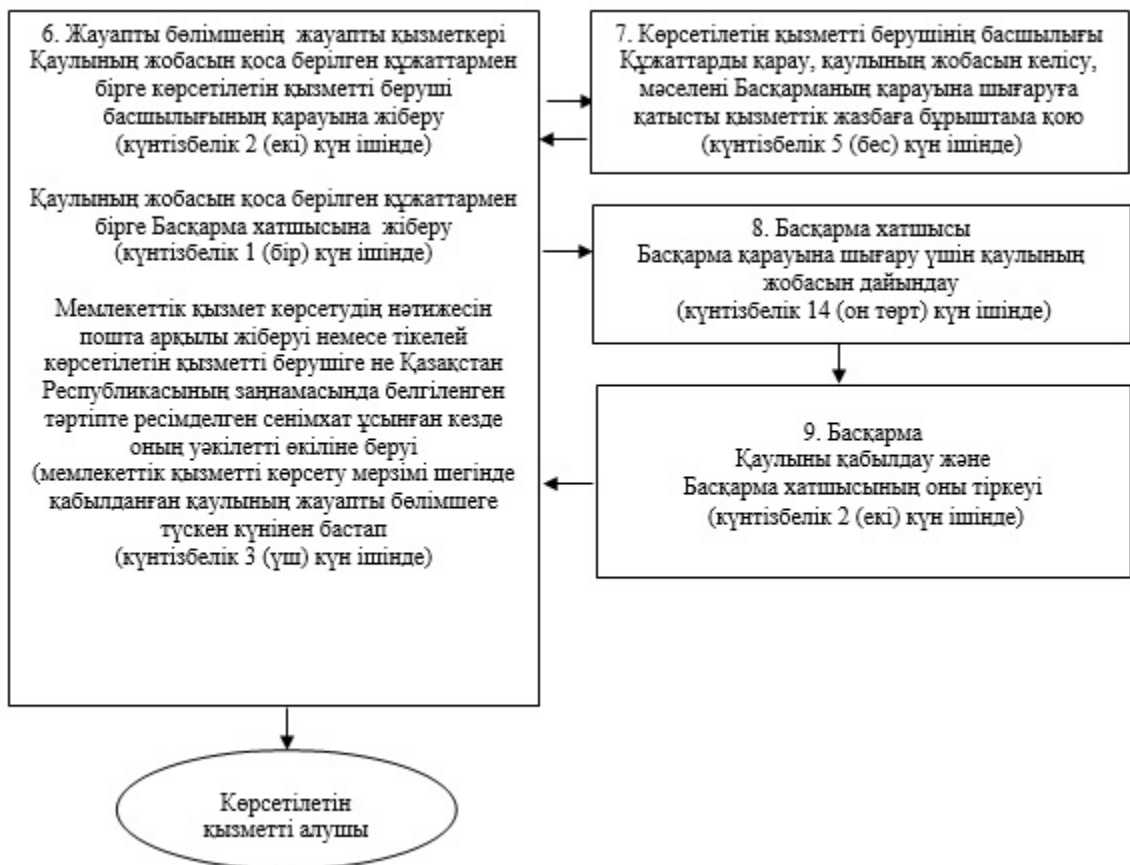 6. Жауапты бөлімшенің жауапты қызметкері
Қаулының жобасын қоса берілген құжаттармен
бірге көрсетілетін қызметті беруші
басшылығының қарауына жіберу
(күнтізбелік 2 (екі) күн ішінде)
Қаулының жобасын қоса берілген құжаттармен
бірге Басқарма хатшысына жіберу
(күнтізбелік 1 (бір) күн ішінде)
Мемлекеттік қызмет көрсетудің нәтижесін
пошта арқылы жіберуі немесе тікелей
көрсетілетін қызметті берушіге не Қазақстан
Республикасының заңнамасында белгіленген
тәртіпте ресімделген сенімхат ұсынған кезде
оның уәкілетті өкіліне беруі
(мемлекеттік қызметті көрсету мерзімі шегінде
қабылданған қаулының жауапты бөлімшеге
түскен күнінен бастап
(күнтізбелік 3 (үш) күн ішінде)
7. Көрсетілетін қызметті берушінің басшылығы
Құжаттарды қарау, қаулының жобасын келісу,
мәселені Басқарманың қарауына шығаруға
қатысты қызметтік жазбаға бұрыштама қою
(күнтізбелік 5 (бес) күн ішінде)
8. Басқарма хатшысы
Басқарма қарауына шығару үшін қаулының
жобасын дайындау
(күнтізбелік 14 (он төрт) күн ішінде)
9. Басқарма
Қаулыны қабылдау және
Басқарма хатшысының оны тіркеуі
(күнтізбелік 2 (екі) күн ішінде)
Көрсетілетін
қызметті алушы